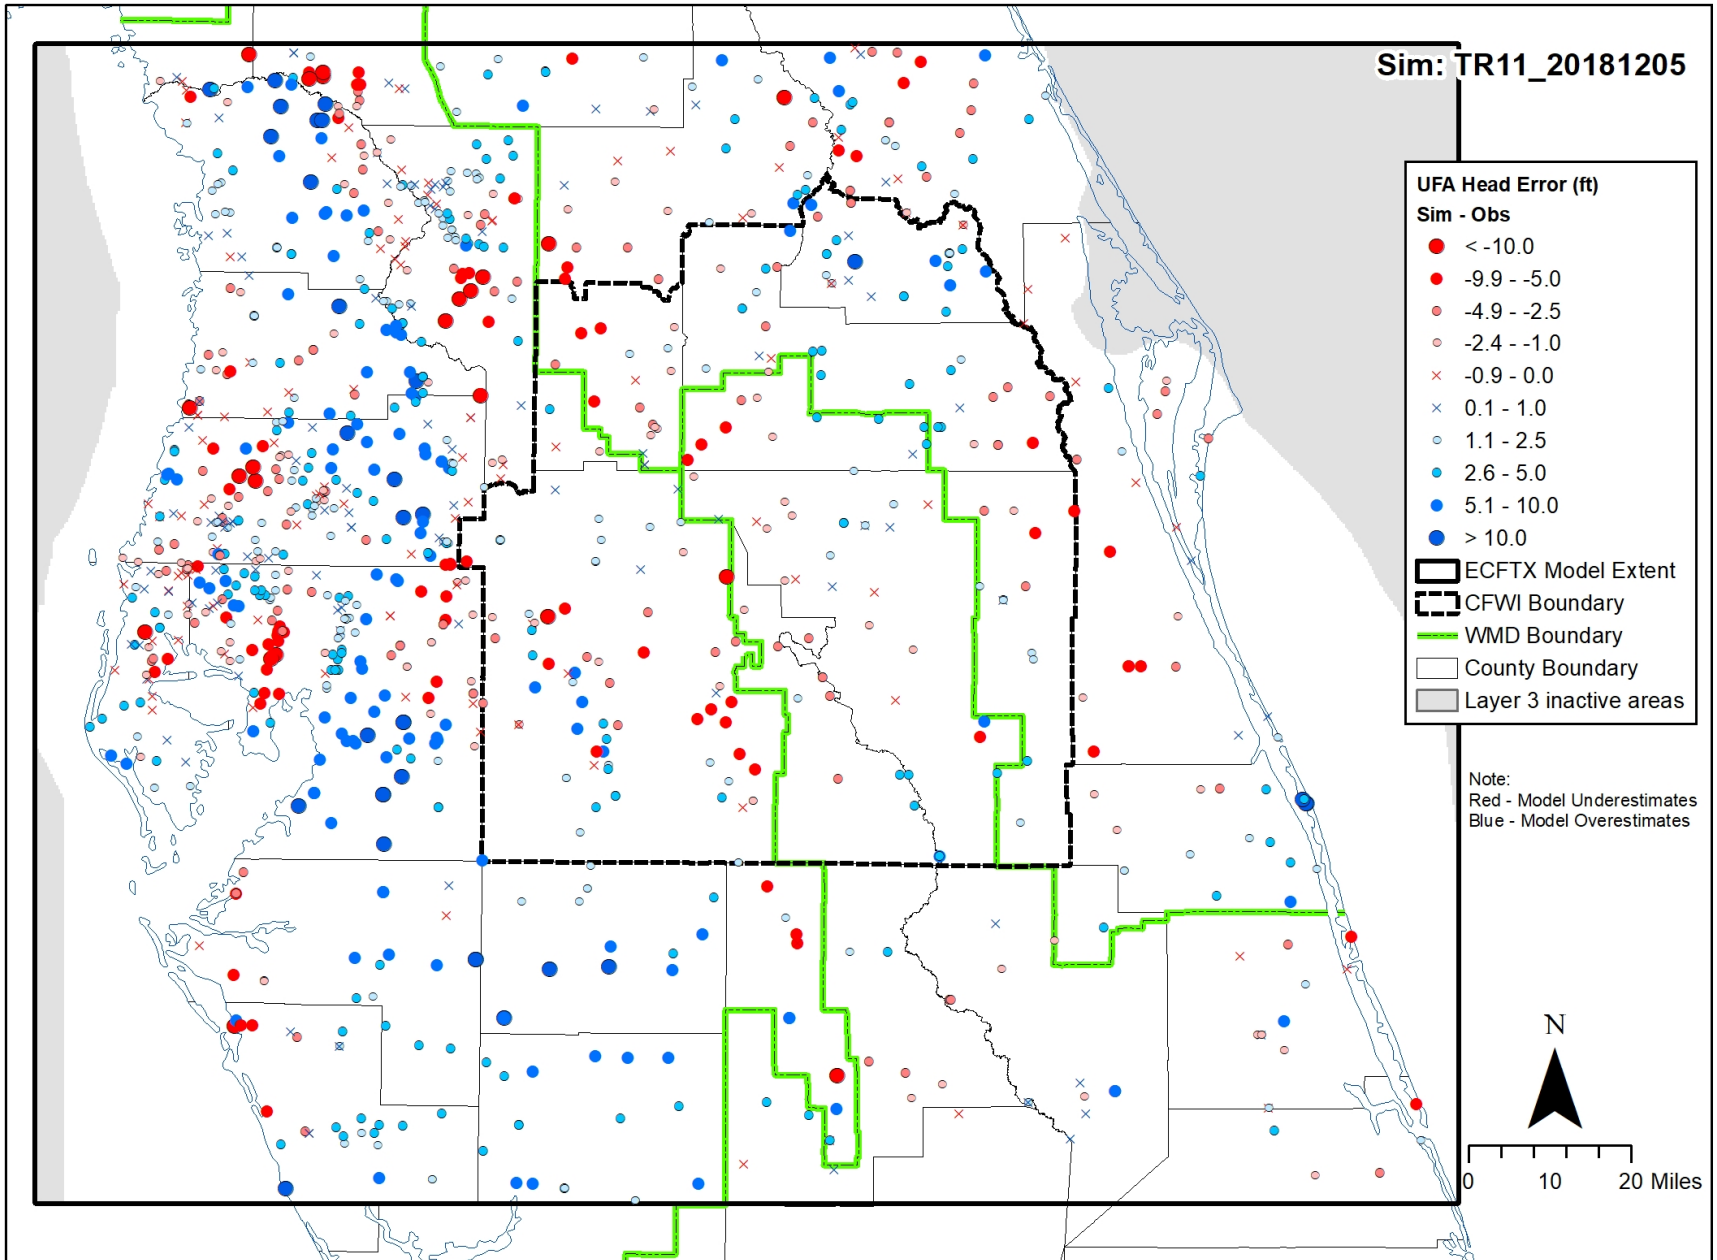 Sim: TR11_20181205
UFA Head Error (ft)
Sim - Obs
< -10.0
-9.9 - -5.0
-4.9 - -2.5
-2.4 - -1.0
-0.9 - 0.0
0.1 - 1.0
1.1 - 2.5
2.6 - 5.0
5.1 - 10.0
> 10.0
ECFTX Model Extent
CFWI Boundary
WMD Boundary
County Boundary
Layer 3 inactive areas
Note:
Red - Model Underestimates
Blue - Model Overestimates
N
0 10 20 Miles